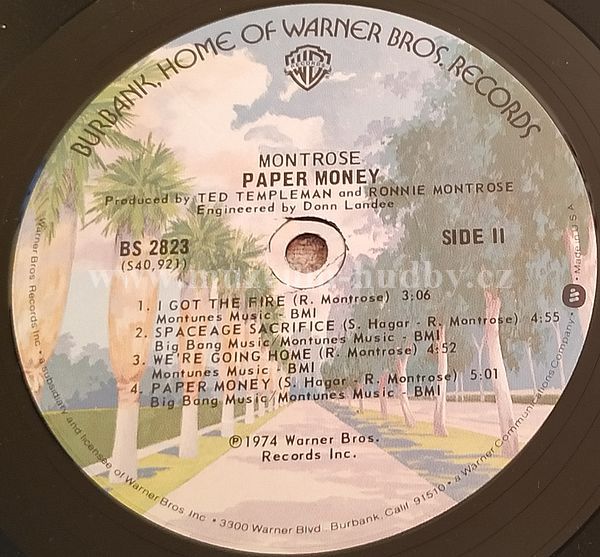 BURBANK, HOME OF WARNER BROS. RECORDS
WB
RECORDS
MONTROSE
PAPER MONEY
Produced by TED TEMPLEMAN and RONNIE MONTROSE
Engineered by Donn Landee
BS 2823
(S40,921)
SIDE II
www.muzeum-hudby.cz
1. I GOT THE FIRE (R. Montrose) 3:06
Montunes Music - BMI
2. SPACEAGE SACRIFICE (S. Hagar - R. Montrose) 4:55
Big Bang Music/Montunes Music - BMI
3. WE'RE GOING HOME (R. Montrose) 4:52
Montunes Music - BMI
4. PAPER MONEY (S. Hagar - R. Montrose) 5:01
Big Bang Music/Montunes Music - BMI
℗1974 Warner Bros.
Records Inc.
Warner Bros. Records Inc. • a subsidiary and licensee of Warner Bros. Inc. • 3300 Warner Blvd., Burbank, Calif. 91510 • a Warner Communications Company • Made in U.S.A.